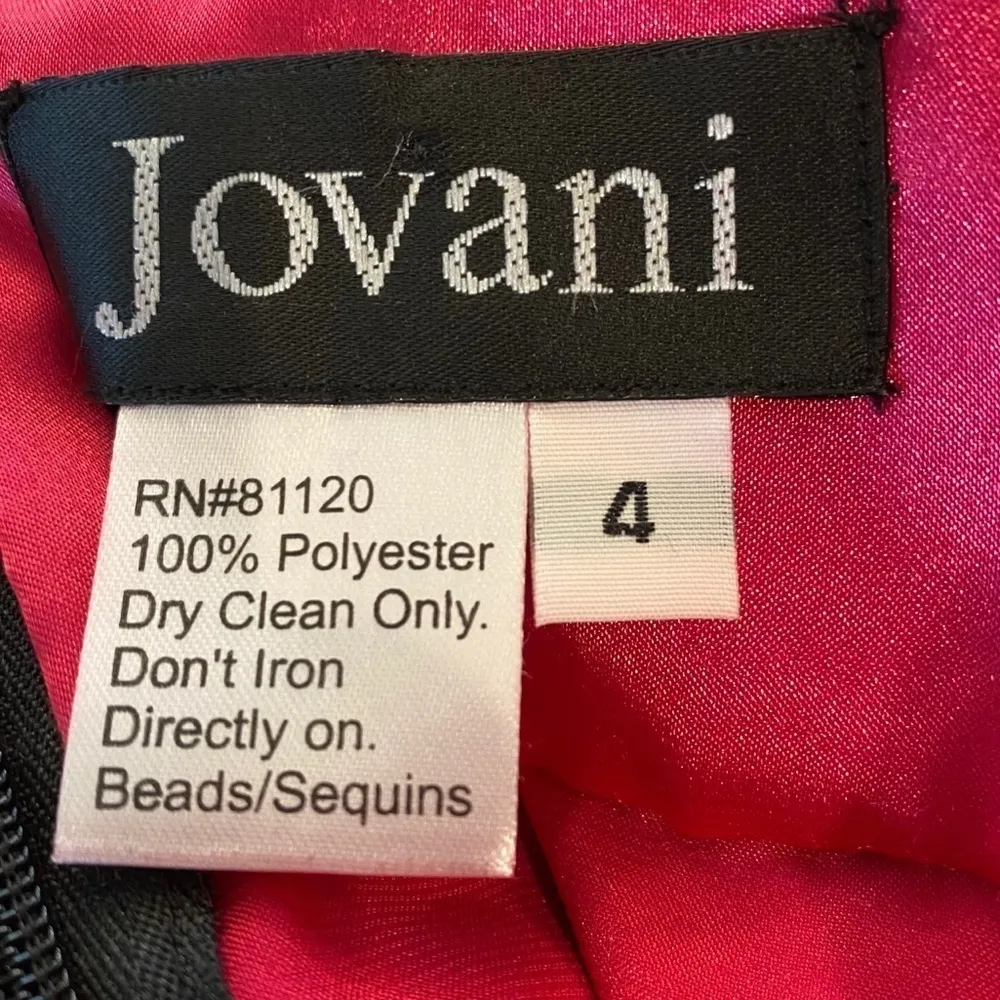 Jovani
RN#81120
100% Polyester
Dry Clean Only.
Don't Iron
Directly on.
Beads/Sequins
4